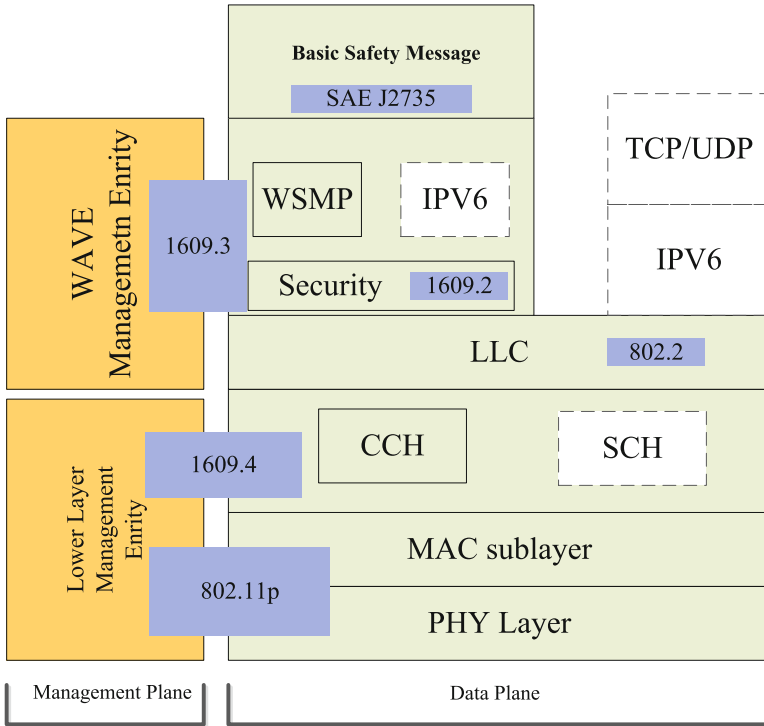 Basic Safety Message
SAE J2735
TCP/UDP
IPV6
WSMP
IPV6
Security
1609.2
WAVE
Managemetn Enrity
1609.3
LLC
802.2
CCH
SCH
1609.4
Lower Layer
Management
Enrity
MAC sublayer
802.11p
PHY Layer
Management Plane
Data Plane